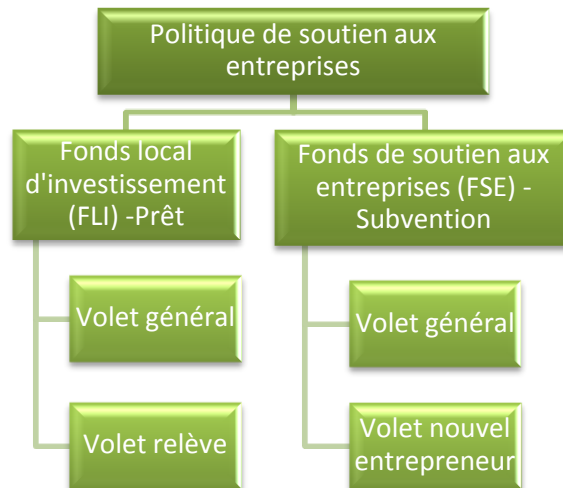 Politique de soutien aux
entreprises
Fonds local
d'investissement
(FLI) -Prêt
Volet général
Volet relève
Fonds de soutien aux
entreprises (FSE) -
Subvention
Volet général
Volet nouvel
entrepreneur